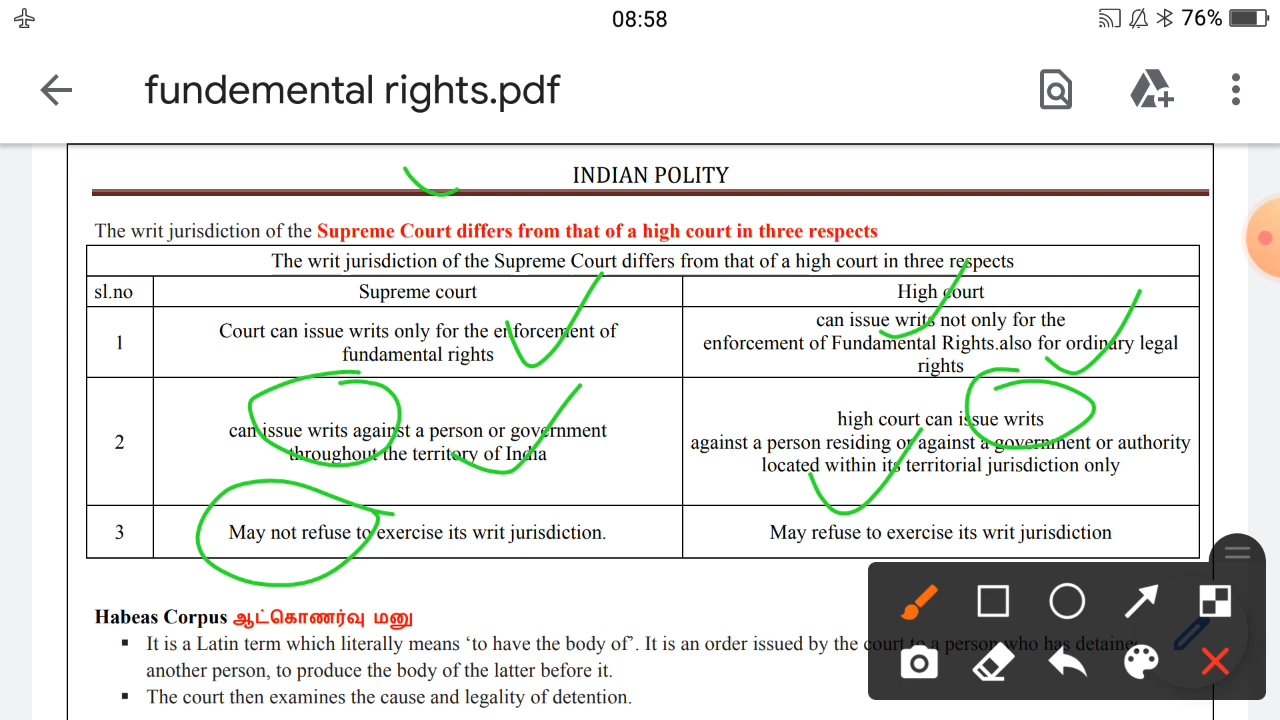 08:58
76%
fundemental rights.pdf
INDIAN POLITY
The writ jurisdiction of the Supreme Court differs from that of a high court in three respects
The writ jurisdiction of the Supreme Court differs from that of a high court in three respects
sl.no Supreme court High court
1 Court can issue writs only for the enforcement of fundamental rights
can issue writs not only for the
enforcement of Fundamental Rights.also for ordinary legal
rights
2 can issue writs against a person or government
throughout the territory of India
high court can issue writs
against a person residing or against a government or authority
located within its territorial jurisdiction only
3 May not refuse to exercise its writ jurisdiction. May refuse to exercise its writ jurisdiction
Habeas Corpus ஆட்கொணர்வு மனு
▪ It is a Latin term which literally means ‘to have the body of’. It is an order issued by the court to a person who has detaine
another person, to produce the body of the latter before it.
▪ The court then examines the cause and legality of detention.